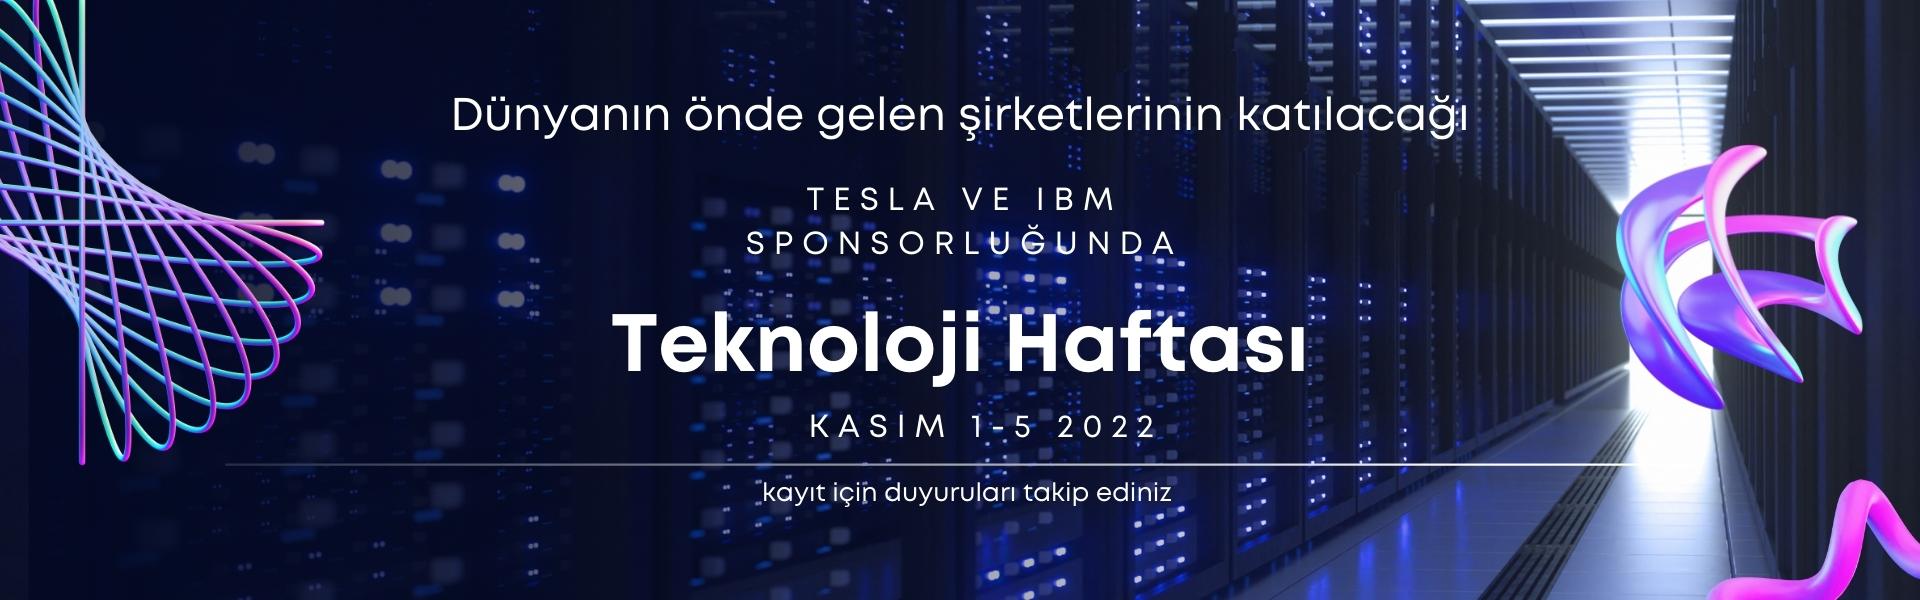 Dünyanın önde gelen şirketlerinin katılacağı
TESLA VE IBM
SPONSORLUĞUNDA
Teknoloji Haftası
KASIM 1-5 2022
kayıt için duyuruları takip ediniz